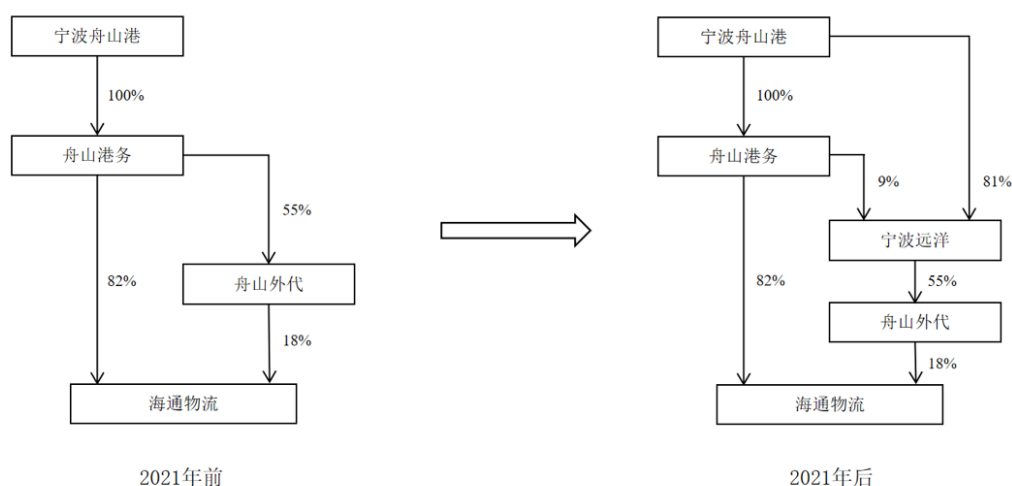 宁波舟山港
100%
舟山港务
55%
82%
舟山外代
18%
海通物流
2021年前
宁波舟山港
100%
舟山港务
9%
81%
宁波远洋
82%
55%
舟山外代
18%
海通物流
2021年后